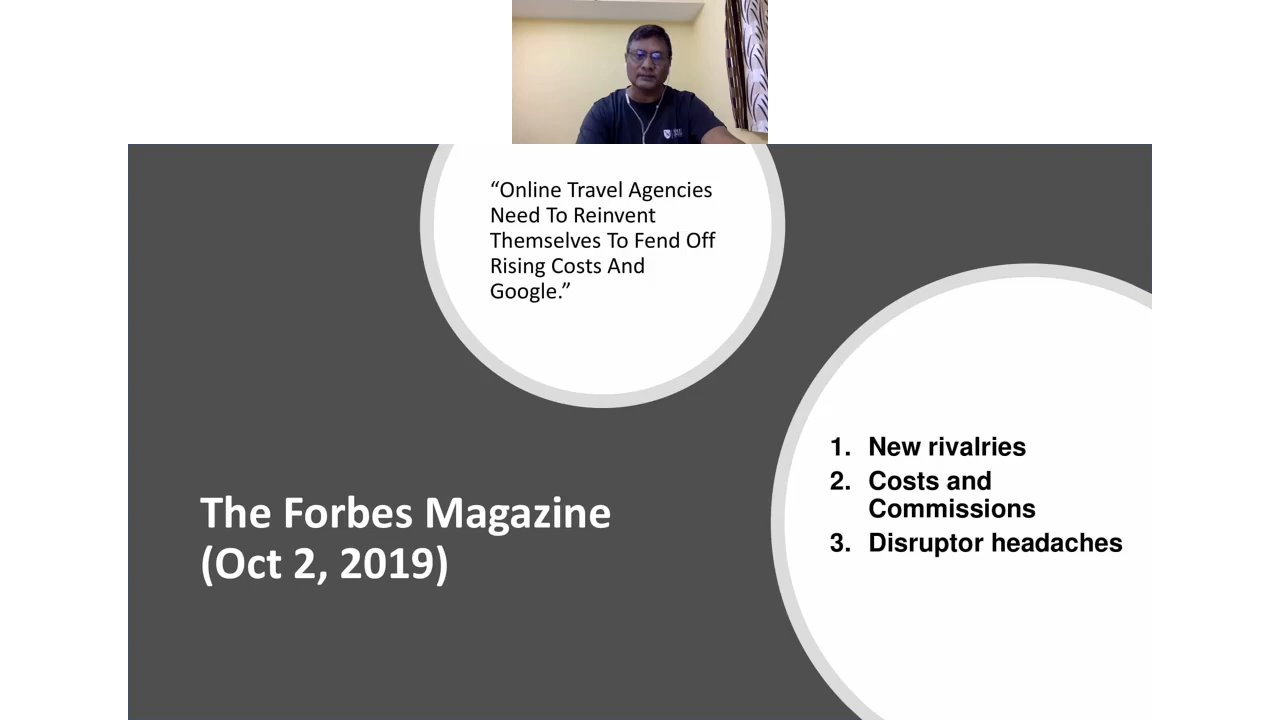 “Online Travel Agencies
Need To Reinvent
Themselves To Fend Off
Rising Costs And
Google.”
The Forbes Magazine
(Oct 2, 2019)
1. New rivalries
2. Costs and
Commissions
3. Disruptor headaches